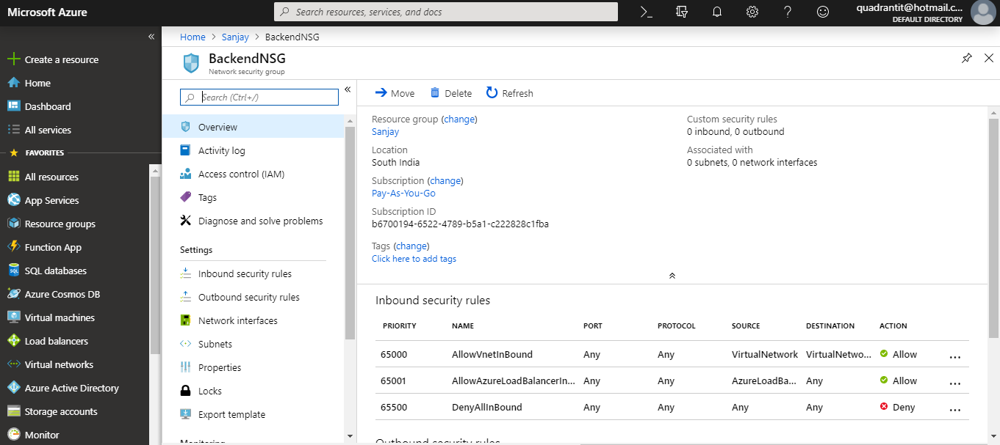 Microsoft Azure
Search resources, services, and docs
quadrantit@hotmail.c...
DEFAULT DIRECTORY
Create a resource
Home
Dashboard
All services
FAVORITES
All resources
App Services
Resource groups
Function App
SQL databases
Azure Cosmos DB
Virtual machines
Load balancers
Virtual networks
Azure Active Directory
Storage accounts
Monitor
Home > Sanjay > BackendNSG
BackendNSG
Network security group
Search (Ctrl+/)
Overview
Activity log
Access control (IAM)
Tags
Diagnose and solve problems
Settings
Inbound security rules
Outbound security rules
Network interfaces
Subnets
Properties
Locks
Export template
Monitoring
Move Delete Refresh
Resource group (change)
Sanjay
Location
South India
Subscription (change)
Pay-As-You-Go
Subscription ID
b6700194-6522-4789-b5a1-c222828c1fba
Tags (change)
Click here to add tags
Custom security rules
0 inbound, 0 outbound
Associated with
0 subnets, 0 network interfaces
Inbound security rules
PRIORITY NAME PORT PROTOCOL SOURCE DESTINATION ACTION
65000 AllowVnetInBound Any Any VirtualNetwork VirtualNetwo... Allow ...
65001 AllowAzureLoadBalancerIn... Any Any AzureLoadBa... Any Allow ...
65500 DenyAllInBound Any Any Any Any Deny ...
Outbound security rules